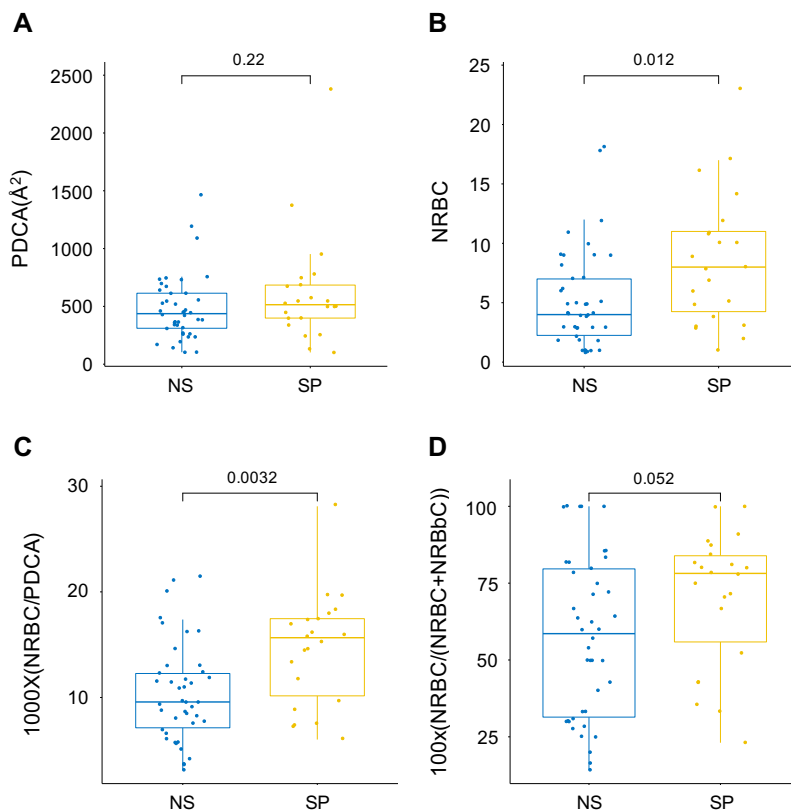 A
0.22
PDCA(Å²)
2500
2000
1500
1000
500
0
NS SP
B
0.012
NRBC
25
20
15
10
5
0
NS SP
C
0.0032
1000X(NRBC/PDCA)
30
20
10
NS SP
D
0.052
100x(NRBC/(NRBC+NRBbC))
100
75
50
25
NS SP